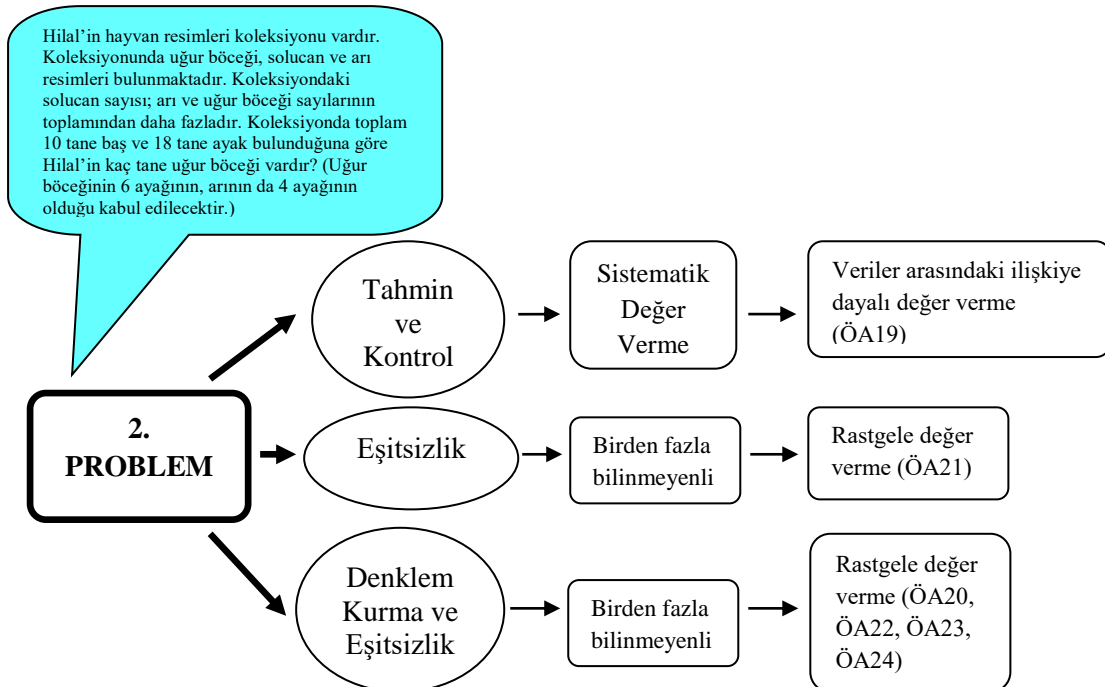 Hilal’in hayvan resimleri koleksiyonu vardır.
Koleksiyonunda uğur böceği, solucan ve arı
resimleri bulunmaktadır. Koleksiyondaki
solucan sayısı; arı ve uğur böceği sayılarının
toplamından daha fazladır. Koleksiyonda toplam
10 tane baş ve 18 tane ayak bulunduğuna göre
Hilal’in kaç tane uğur böceği vardır? (Uğur
böceğinin 6 ayağının, arının da 4 ayağının
olduğu kabul edilecektir.)
Tahmin
ve
Kontrol
Sistematik
Değer
Verme
Veriler arasındaki ilişkiye
dayalı değer verme
(ÖA19)
2.
PROBLEM
Eşitsizlik
Birden fazla
bilinmeyenli
Rastgele değer
verme (ÖA21)
Denklem
Kurma ve
Eşitsizlik
Birden fazla
bilinmeyenli
Rastgele değer
verme (ÖA20,
ÖA22, ÖA23,
ÖA24)